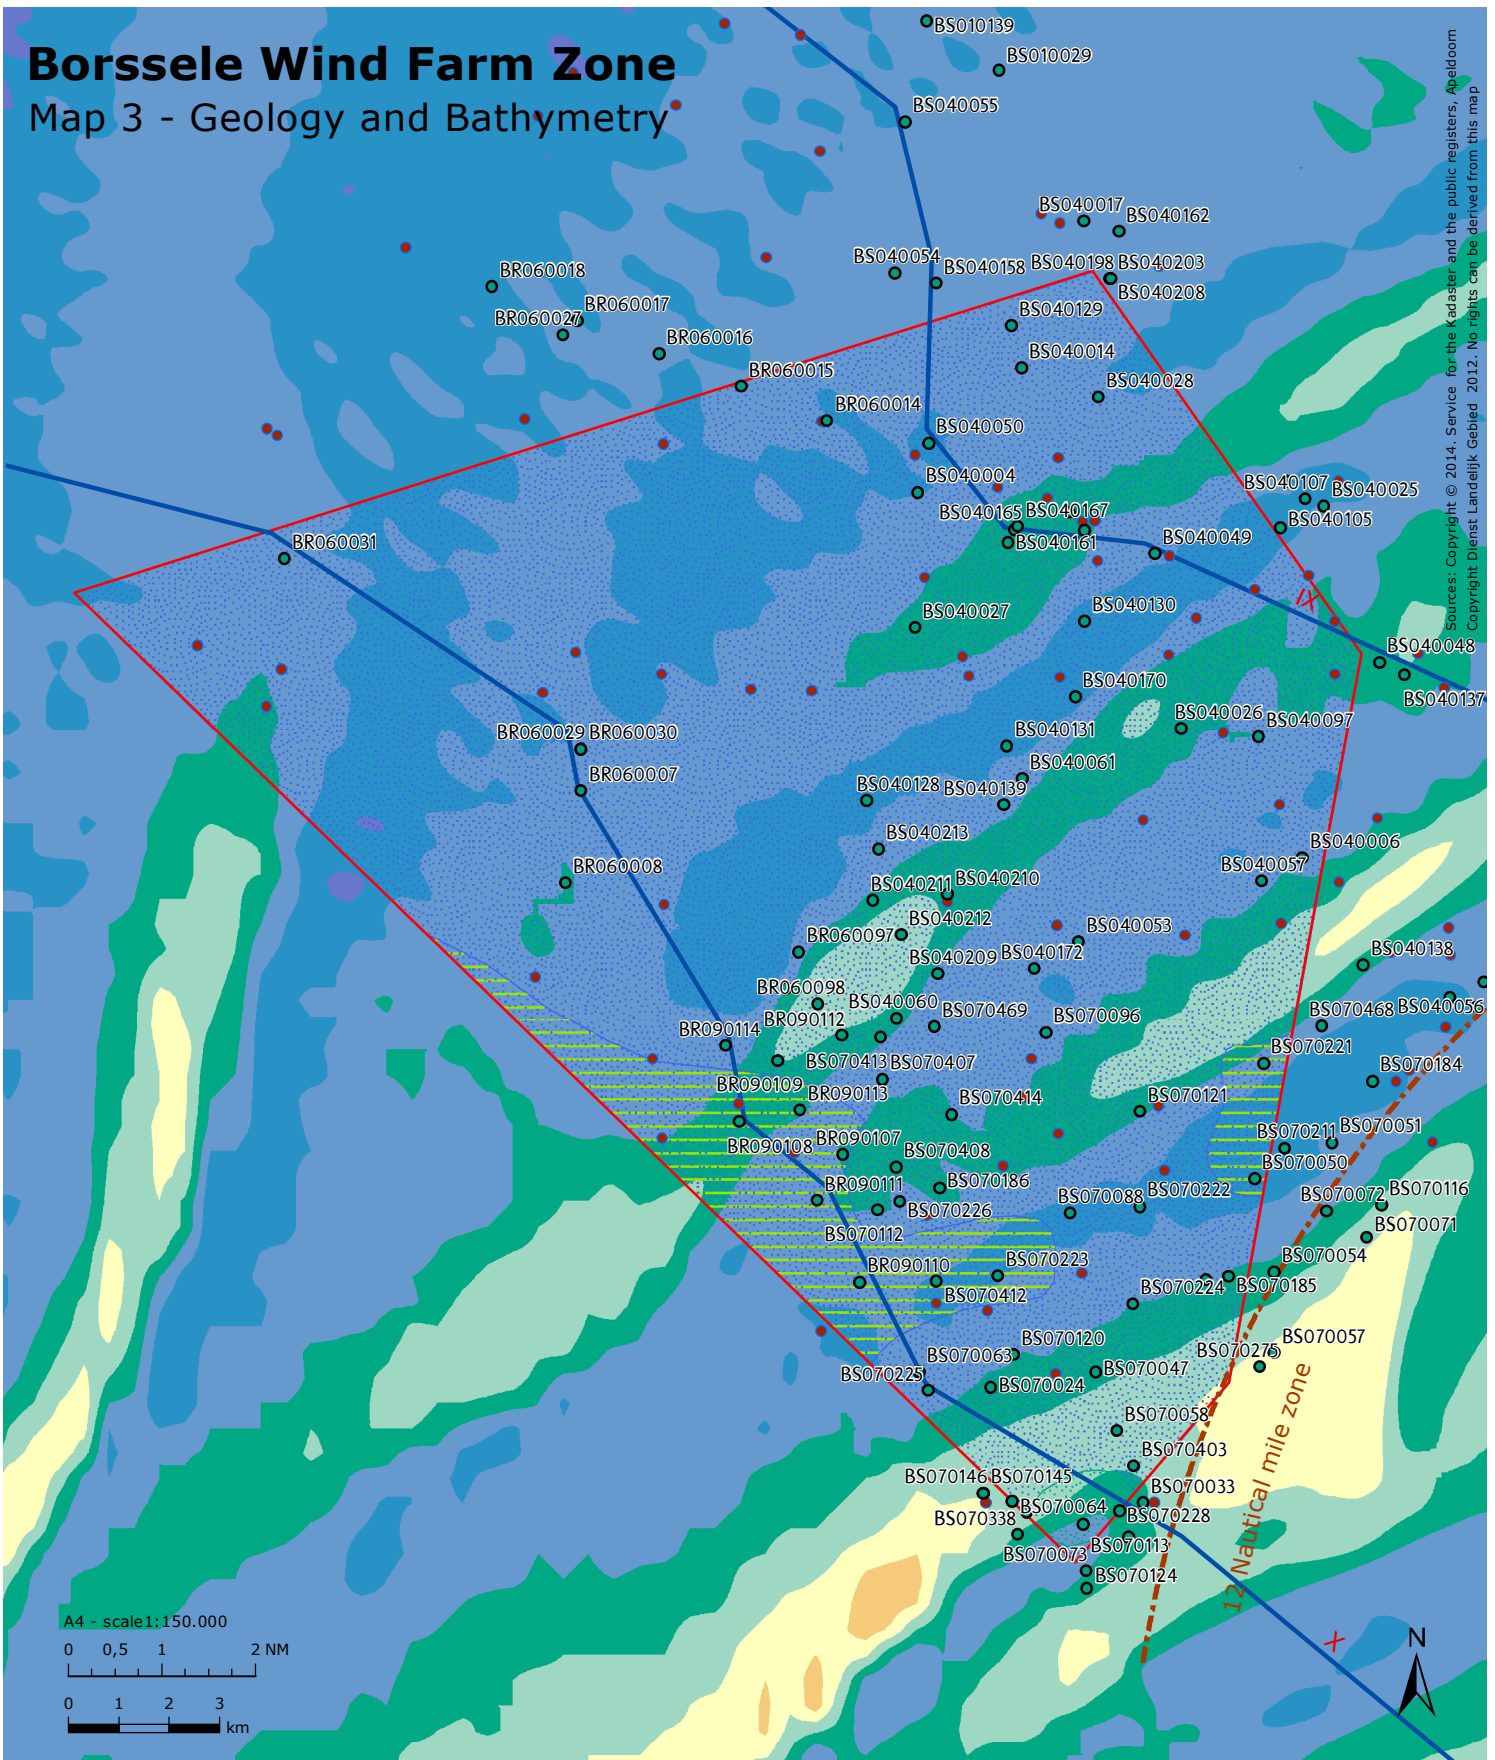 Borssele Wind Farm Zone
Map 3 - Geology and Bathymetry
BS010139
BS010029
BS040055
BS040017
BS040162
BS040054
BS040158
BS040198
BS040203
BS040208
BR060018
BR060017
BR060027
BR060016
BR060015
BR060014
BS040129
BS040014
BS040028
BS040050
BS040004
BS040165
BS040167
BS040161
BS040049
BS040107
BS040025
BS040105
IX
BR060031
BS040027
BS040130
BS040048
BS040137
BS040170
BS040026
BS040097
BR060029
BR060030
BS040131
BS040061
BR060007
BS040128
BS040139
BS040213
BS040006
BS040057
BR060008
BS040211
BS040210
BS040212
BS040053
BR060097
BS040209
BS040172
BS040138
BR060098
BS040060
BS040056
BR090112
BS070469
BS070096
BS070468
BR090114
BS070221
BS070413
BS070407
BS070184
BR090109
BR090113
BS070414
BS070121
BR090108
BR090107
BS070408
BS070211
BS070051
BS070050
BR090111
BS070186
BS070226
BS070088
BS070222
BS070072
BS070116
BS070112
BS070071
BR090110
BS070223
BS070054
BS070412
BS070224
BS070185
BS070120
BS070057
BS070063
BS070275
BS070225
BS070024
BS070047
BS070058
BS070403
BS070146
BS070145
BS070033
BS070338
BS070064
BS070228
BS070073
BS070113
BS070124
12 Nautical mile zone
X
N
A4 - scale1:150.000
0 0,5 1 2 NM
0 1 2 3
km
Sources: Copyright © 2014. Service for the Kadaster and the public registers, Apeldoorn
Copyright Dienst Landelijk Gebied 2012. No rights can be derived from this map